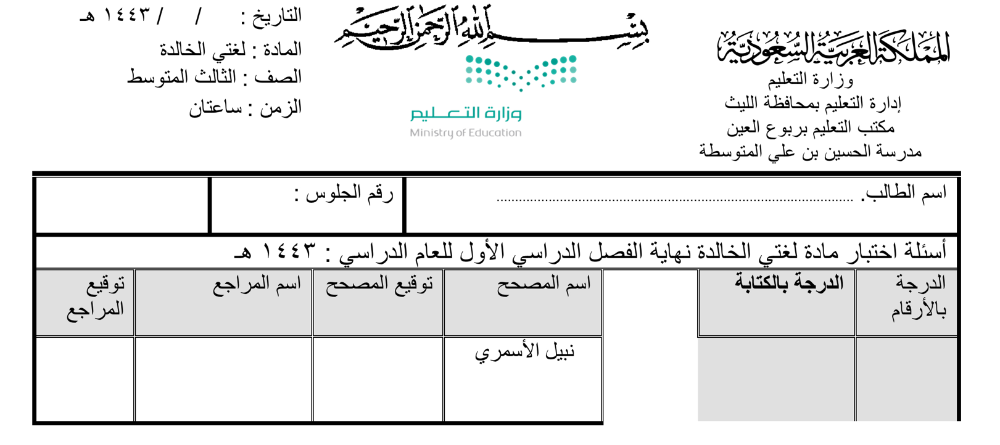 بسم الله الرحمن الرحيم
المملكة العربية السعودية
وزارة التعليم
إدارة التعليم بمحافظة الليث
مكتب التعليم بربوع العين
مدرسة الحسين بن علي المتوسطة
وزارة التعليم
Ministry of Education
التاريخ : / / ١٤٤٣ هـ
المادة : لغتي الخالدة
الصف : الثالث المتوسط
الزمن : ساعتان
اسم الطالب. ................................................................................................
رقم الجلوس :
أسئلة اختبار مادة لغتي الخالدة نهاية الفصل الدراسي الأول للعام الدراسي : ١٤٤٣ هـ
الدرجة
بالأرقام
الدرجة بالكتابة
اسم المصحح
توقيع المصحح
اسم المراجع
توقيع
المراجع
نبيل الأسمري